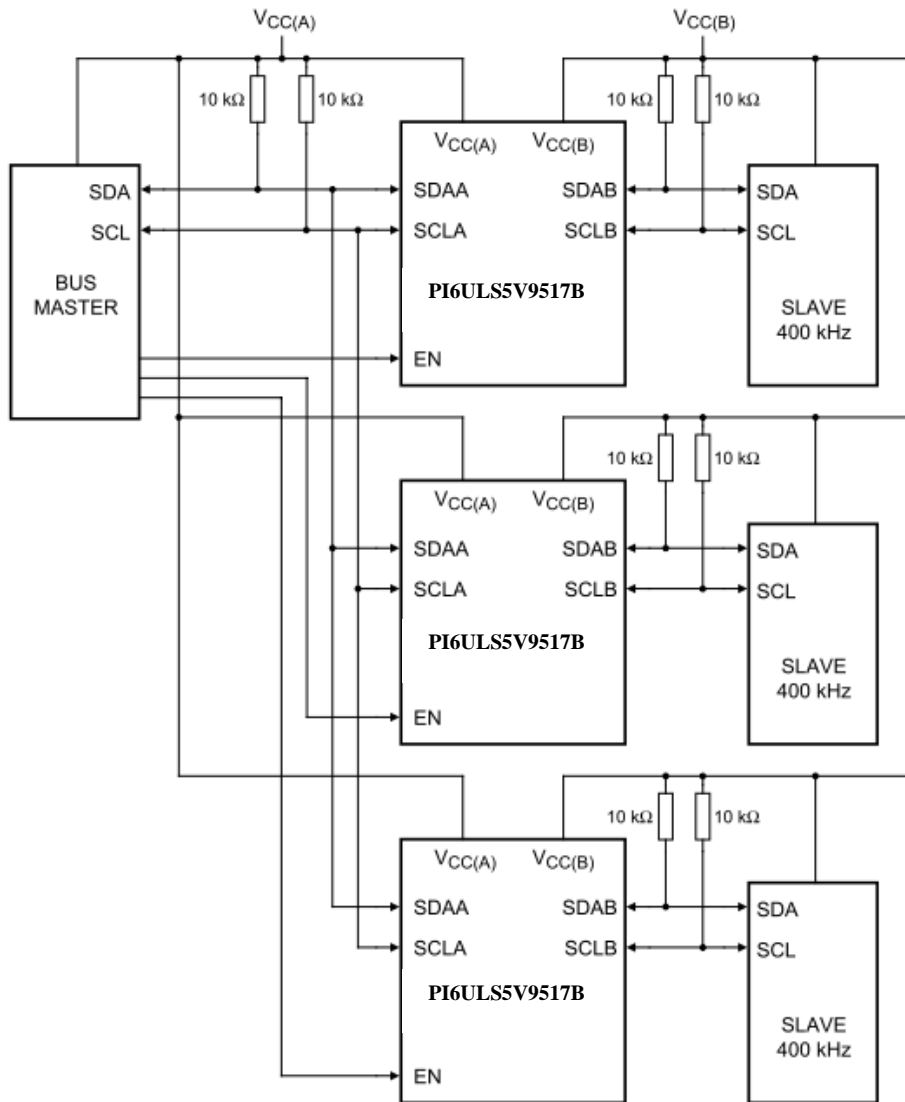 VCC(A) VCC(B)
10 kΩ 10 kΩ 10 kΩ 10 kΩ
VCC(A) VCC(B)
SDA SDAA SDAB SDA
SCL SCLA SCLB SCL
BUS
MASTER
PI6ULS5V9517B
SLAVE
400 kHz
EN
10 kΩ 10 kΩ
VCC(A) VCC(B)
SDAA SDAB SDA
SCLA SCLB SCL
PI6ULS5V9517B
SLAVE
400 kHz
EN
10 kΩ 10 kΩ
VCC(A) VCC(B)
SDAA SDAB SDA
SCLA SCLB SCL
PI6ULS5V9517B
SLAVE
400 kHz
EN